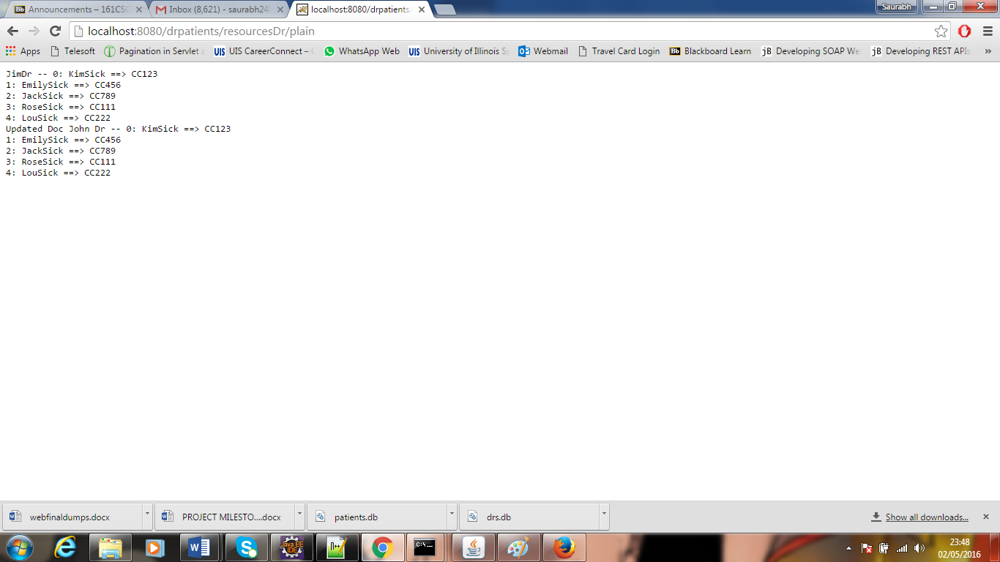 Announcements – 161CSC
Inbox (8,621) - saurabh24
localhost:8080/drpatients/
Saurabh
localhost:8080/drpatients/resourcesDr/plain
Apps
Telesoft
Pagination in Servlet a
UIS CareerConnect –
WhatsApp Web
University of Illinois Sp
Webmail
Travel Card Login
Blackboard Learn
Developing SOAP We
Developing REST APIs
JimDr -- 0: KimSick ==> CC123
1: EmilySick ==> CC456
2: JackSick ==> CC789
3: RoseSick ==> CC111
4: LouSick ==> CC222
Updated Doc John Dr -- 0: KimSick ==> CC123
1: EmilySick ==> CC456
2: JackSick ==> CC789
3: RoseSick ==> CC111
4: LouSick ==> CC222
webfinaldumps.docx
PROJECT MILESTO....docx
patients.db
drs.db
Show all downloads...
Java EE
IDE
C:\_
23:48
02/05/2016